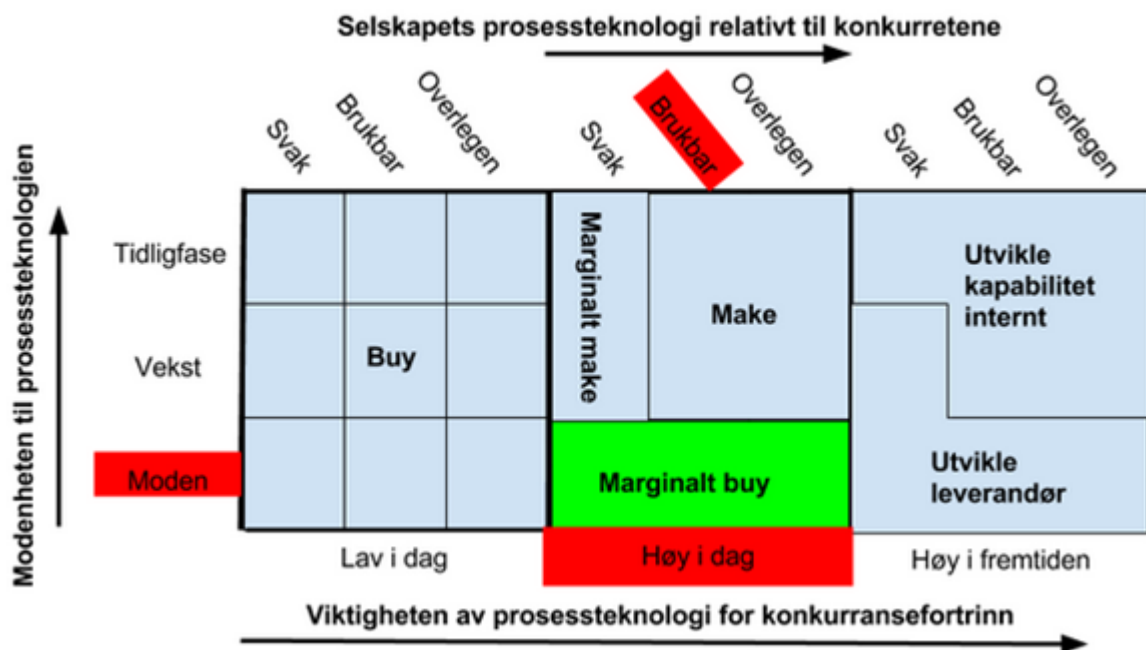 Selskapets prosessteknologi relativt til konkurretene
Svak
Brukbar
Overlegen
Svak
Brukbar
Overlegen
Svak
Brukbar
Overlegen
Modenheten til prosessteknologien
Tidligfase
Vekst
Moden
Buy
Marginalt make
Make
Marginalt buy
Utvikle
kapabilitet
internt
Utvikle
leverandør
Lav i dag
Høy i dag
Høy i fremtiden
Viktigheten av prosessteknologi for konkurransefortrinn